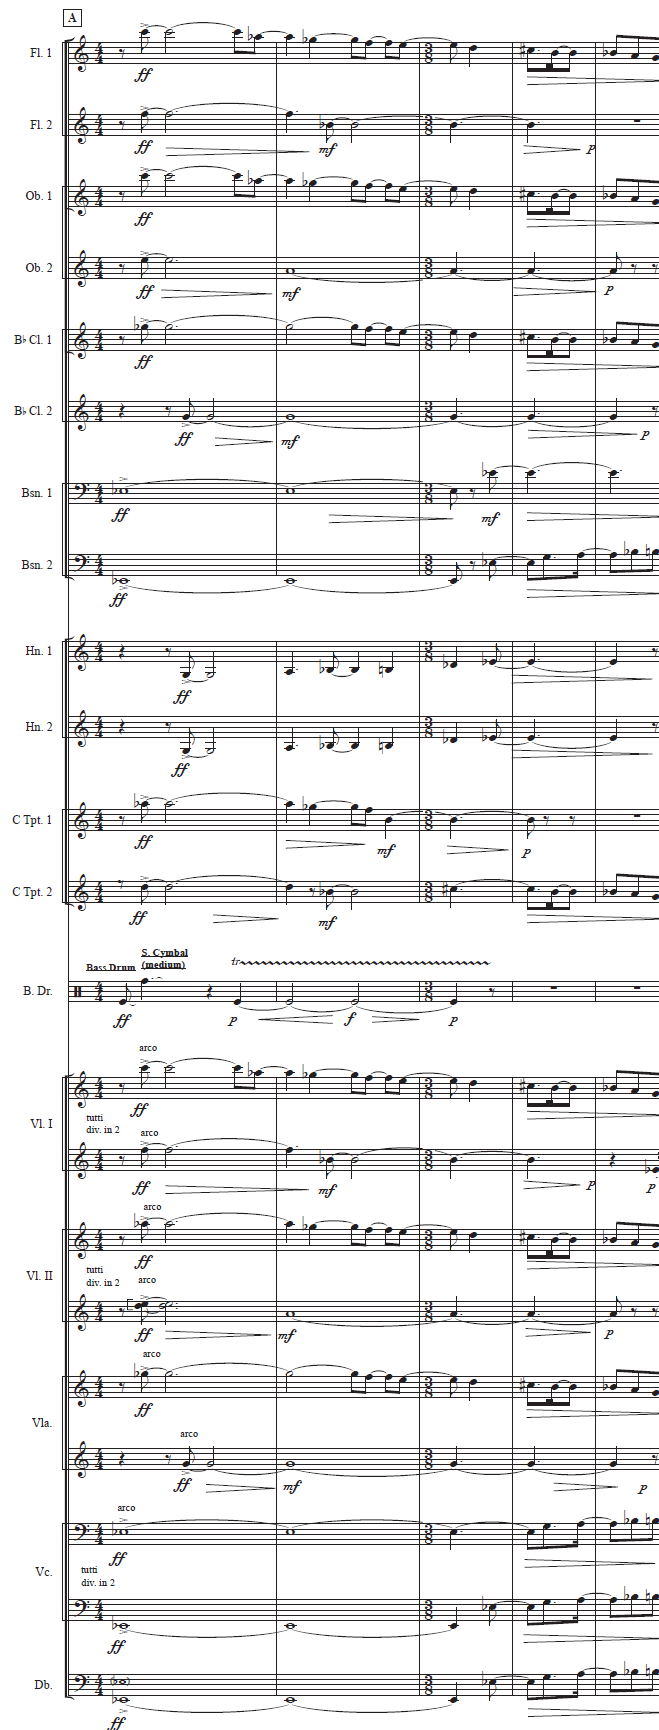 A
Fl. 1
ff
Fl. 2
ff mf p
Ob. 1
ff
Ob. 2
ff mf p
B♭ Cl. 1
ff
B♭ Cl. 2
ff mf p
Bsn. 1
ff mf
Bsn. 2
ff
Hn. 1
ff
Hn. 2
ff
C Tpt. 1
ff mf p
C Tpt. 2
ff mf
Bass Drum
S. Cymbal
(medium)
tr
B. Dr.
ff p f p
arco
Vl. I
ff
tutti
div. in 2
arco
ff mf p p
arco
Vl. II
ff
tutti
div. in 2
arco
ff mf p
arco
Vla.
ff
arco
ff mf p
arco
Vc.
ff
tutti
div. in 2
ff
Db.
ff